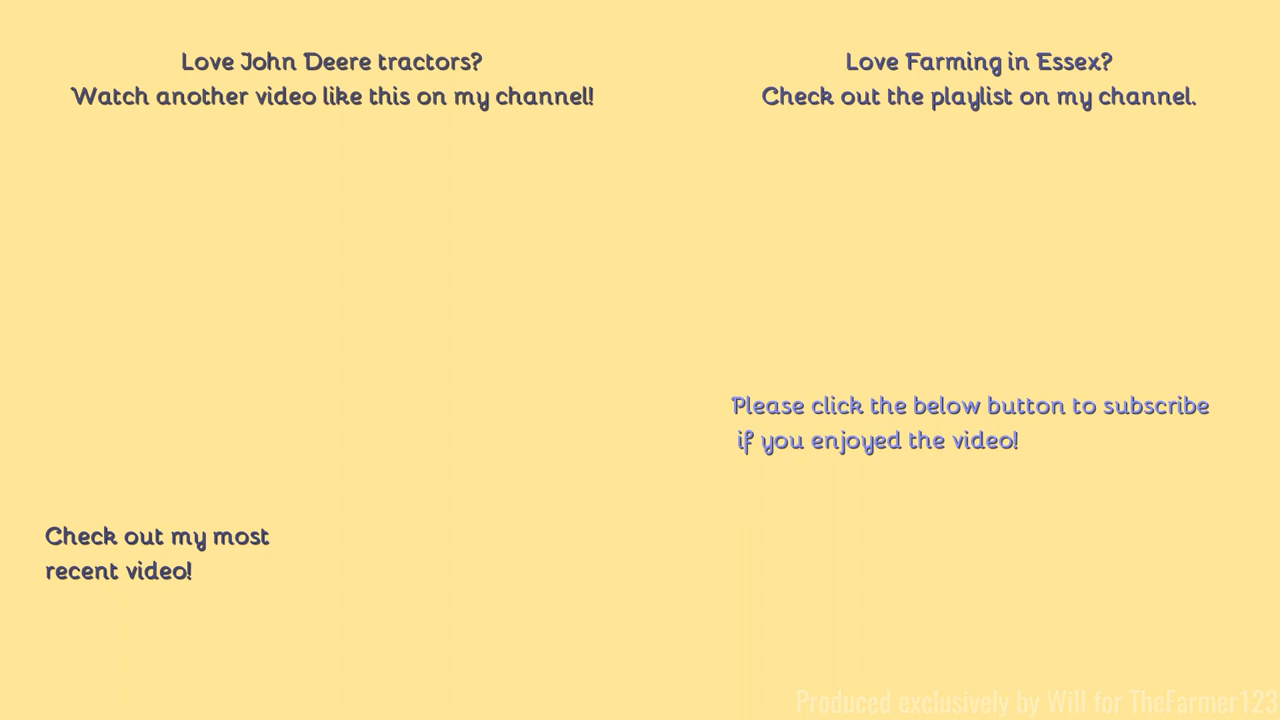 Love John Deere tractors?
Watch another video like this on my channel!
Love Farming in Essex?
Check out the playlist on my channel.
Please click the below button to subscribe
if you enjoyed the video!
Check out my most
recent video!
Produced exclusively by Will for TheFarmer123